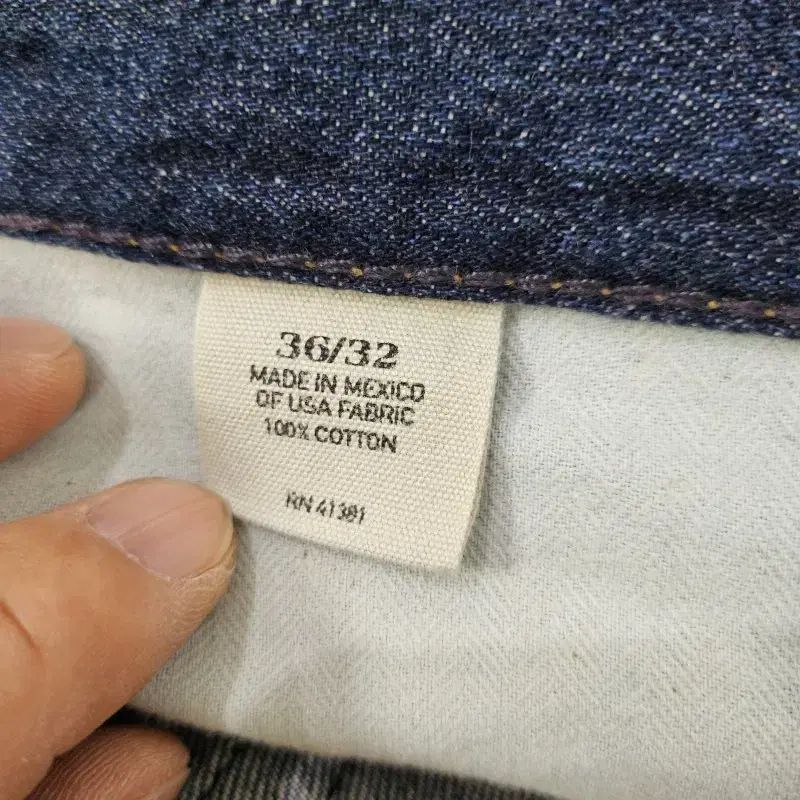 36/32
MADE IN MEXICO
OF USA FABRIC
100% COTTON
RN 41381